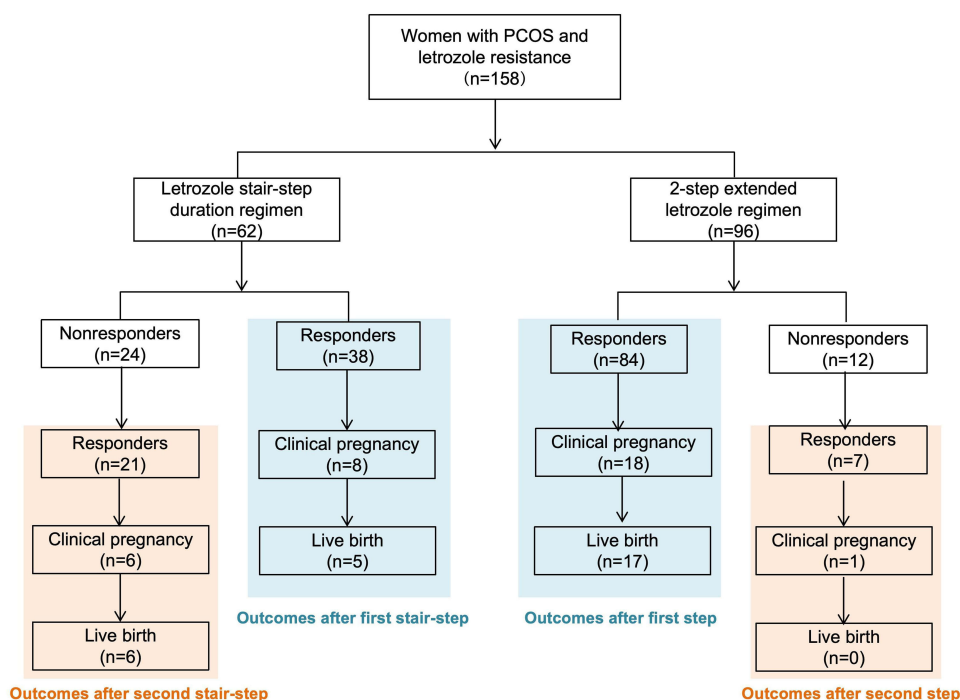 Women with PCOS and
letrozole resistance
(n=158)
Letrozole stair-step
duration regimen
(n=62)
2-step extended
letrozole regimen
(n=96)
Nonresponders
(n=24)
Responders
(n=38)
Responders
(n=84)
Nonresponders
(n=12)
Responders
(n=21)
Clinical pregnancy
(n=8)
Clinical pregnancy
(n=18)
Responders
(n=7)
Clinical pregnancy
(n=6)
Live birth
(n=5)
Live birth
(n=17)
Clinical pregnancy
(n=1)
Outcomes after first stair-step
Outcomes after first step
Live birth
(n=6)
Live birth
(n=0)
Outcomes after second stair-step
Outcomes after second step